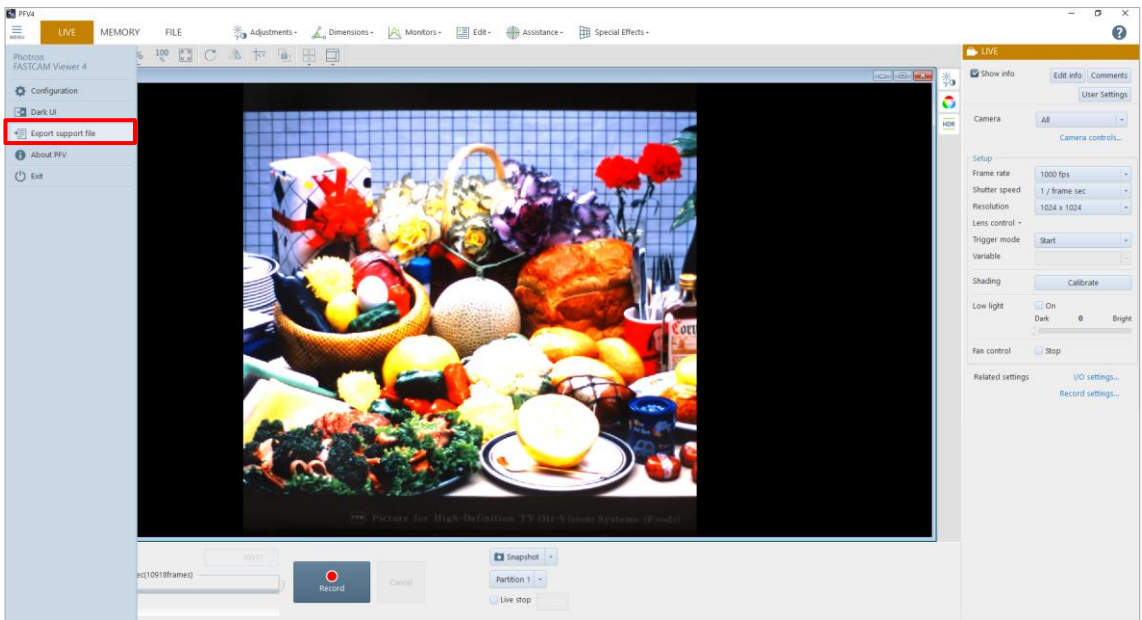 PFV4
MENU LIVE MEMORY FILE Adjustments Dimensions Monitors Edit Assistance Special Effects ?
Photron
FASTCAM Viewer 4
100 %
Configuration
Dark UI
Export support file
About PFV
Exit
Picture for High-Definition TV (Hi-Vision) Systems (Foods)
HDR
LIVE
Show info Edit info Comments
User Settings
Camera All
Camera controls...
Setup
Frame rate 1000 fps
Shutter speed 1 / frame sec
Resolution 1024 x 1024
Lens control
Trigger mode Start
Variable
Shading Calibrate
Low light On
Dark 0 Bright
Fan control Stop
Related settings I/O settings...
Record settings...
ec(10918frames)
Record
Cancel
Snapshot
Partition 1
Live stop